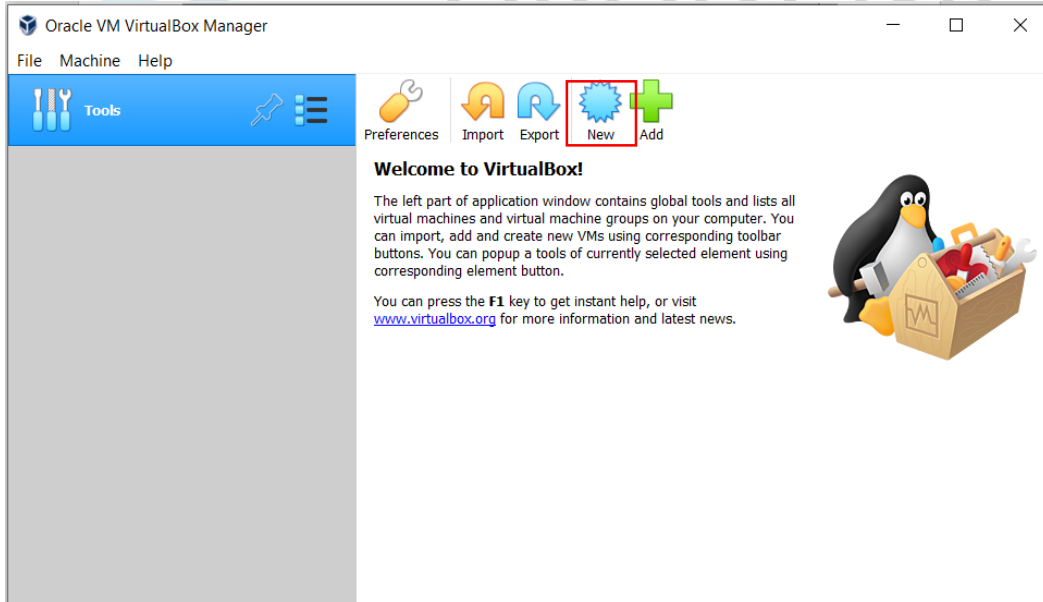 Oracle VM VirtualBox Manager
File Machine Help
Tools
Preferences Import Export New Add
Welcome to VirtualBox!
The left part of application window contains global tools and lists all
virtual machines and virtual machine groups on your computer. You
can import, add and create new VMs using corresponding toolbar
buttons. You can popup a tools of currently selected element using
corresponding element button.
You can press the F1 key to get instant help, or visit
www.virtualbox.org for more information and latest news.